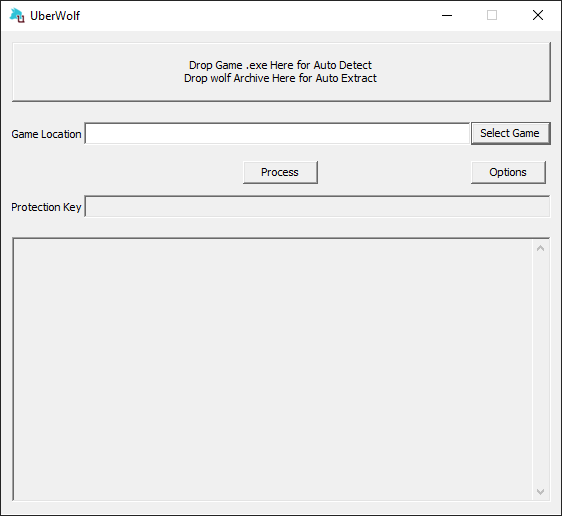 UberWolf
Drop Game .exe Here for Auto Detect
Drop wolf Archive Here for Auto Extract
Game Location
Select Game
Process
Options
Protection Key